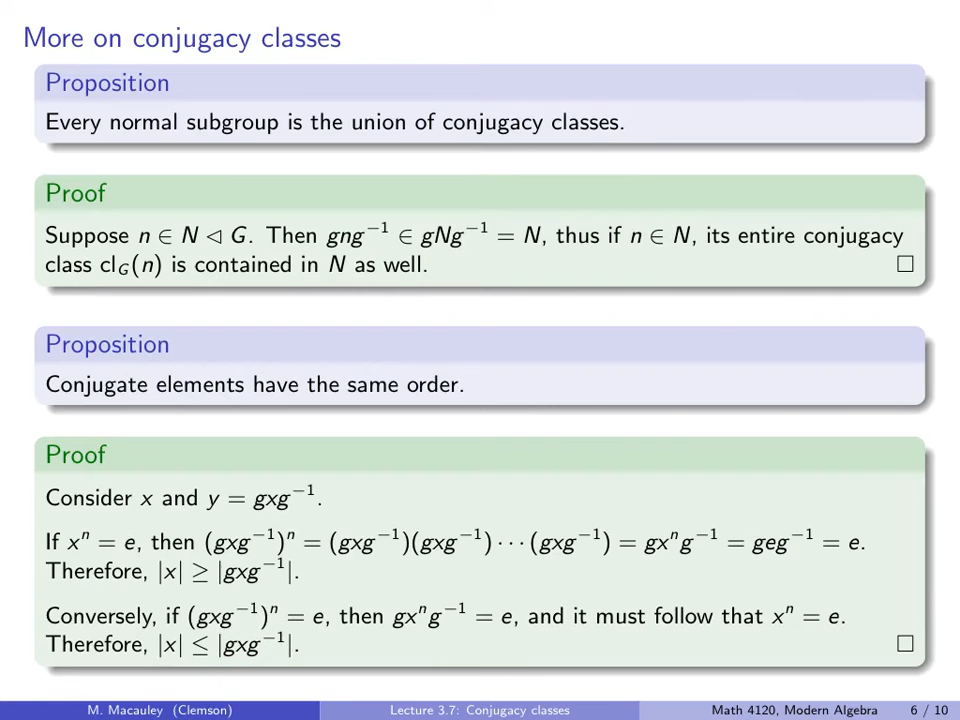 More on conjugacy classes
Proposition
Every normal subgroup is the union of conjugacy classes.
Proof
Suppose n ∈ N ◁ G. Then gng⁻¹ ∈ gNg⁻¹ = N, thus if n ∈ N, its entire conjugacy
class cl_G(n) is contained in N as well. □
Proposition
Conjugate elements have the same order.
Proof
Consider x and y = gxg⁻¹.
If xⁿ = e, then (gxg⁻¹)ⁿ = (gxg⁻¹)(gxg⁻¹) ⋯ (gxg⁻¹) = gxⁿg⁻¹ = geg⁻¹ = e.
Therefore, |x| ≥ |gxg⁻¹|.
Conversely, if (gxg⁻¹)ⁿ = e, then gxⁿg⁻¹ = e, and it must follow that xⁿ = e.
Therefore, |x| ≤ |gxg⁻¹|. □
M. Macauley (Clemson) Lecture 3.7: Conjugacy classes Math 4120, Modern Algebra 6 / 10